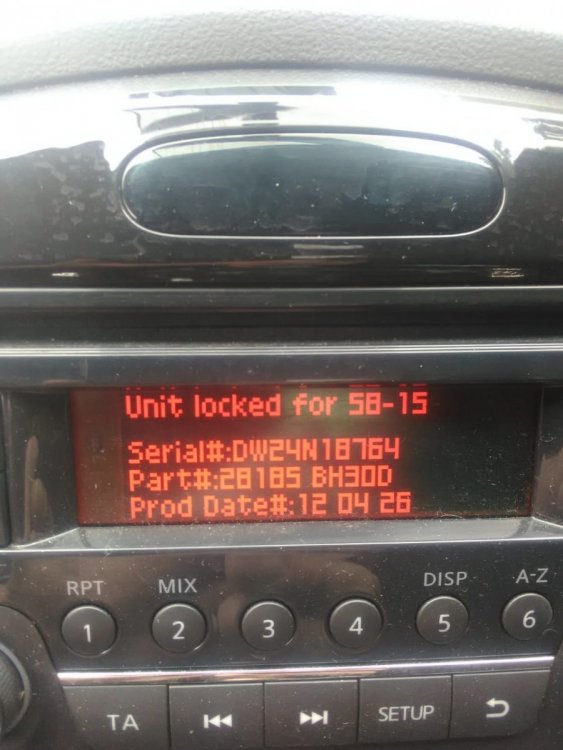 Unit locked for 58-15
Serial#:DW24N18764
Part#:28185 BH30D
Prod Date#:12 04 26
RPT MIX DISP A-Z
1 2 3 4 5 6
TA SETUP